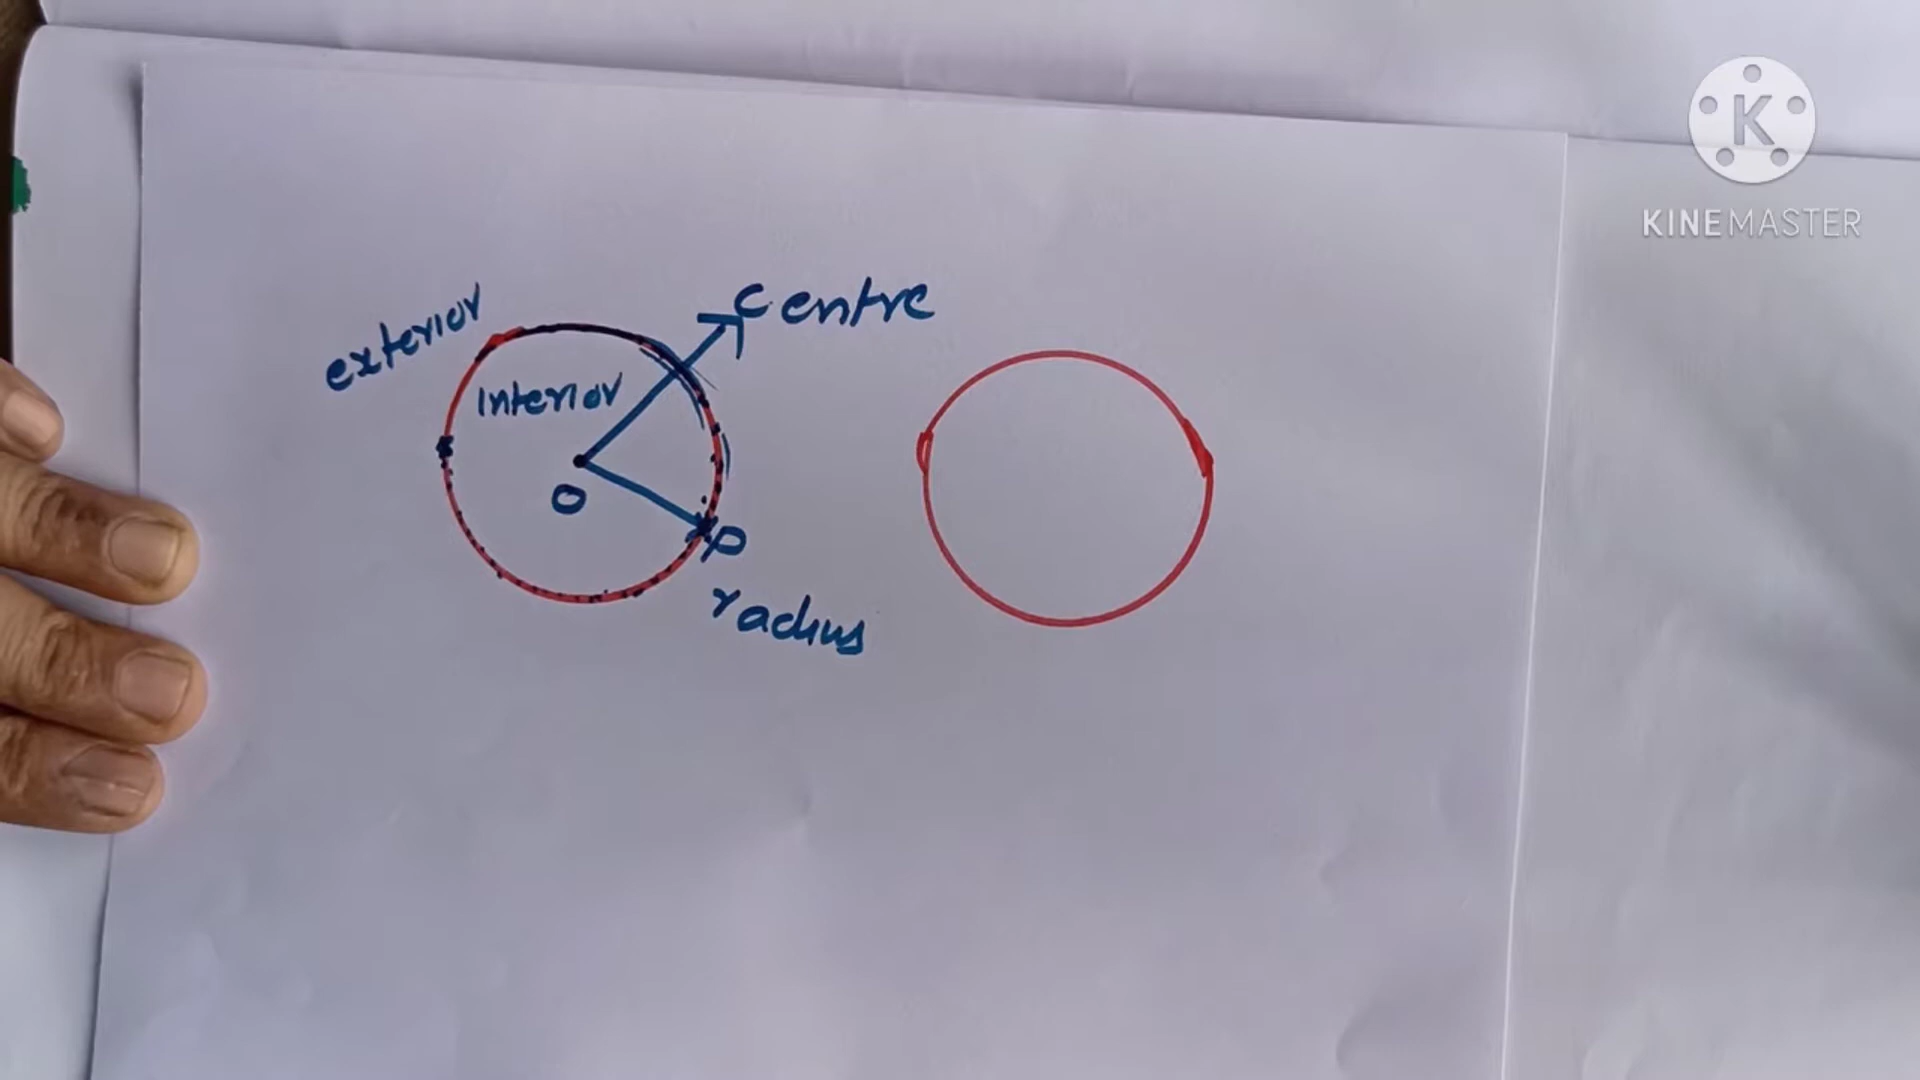 Centre
exterior
Interior
O
P
radius
K
KINEMASTER